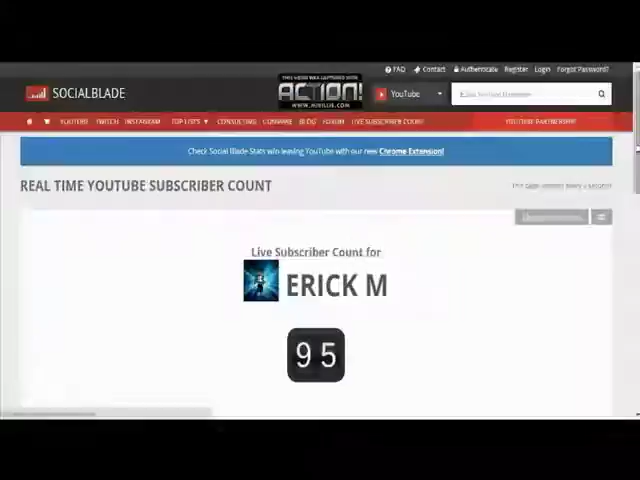 FAQ Contact Authenticate Register Login Forgot Password?
SOCIALBLADE
THIS VIDEO WAS CAPTURED WITH
ACTION!
WWW.MIRILLIS.COM
YouTube
YOUTUBE TWITCH INSTAGRAM TOP LISTS CONSULTING COMPARE BLOG FORUM LIVE SUBSCRIBER COUNT YOUTUBE PARTNERSHIP
Check Social Blade Stats w/o leaving YouTube with our new Chrome Extension!
REAL TIME YOUTUBE SUBSCRIBER COUNT
Live Subscriber Count for
ERICK M
95